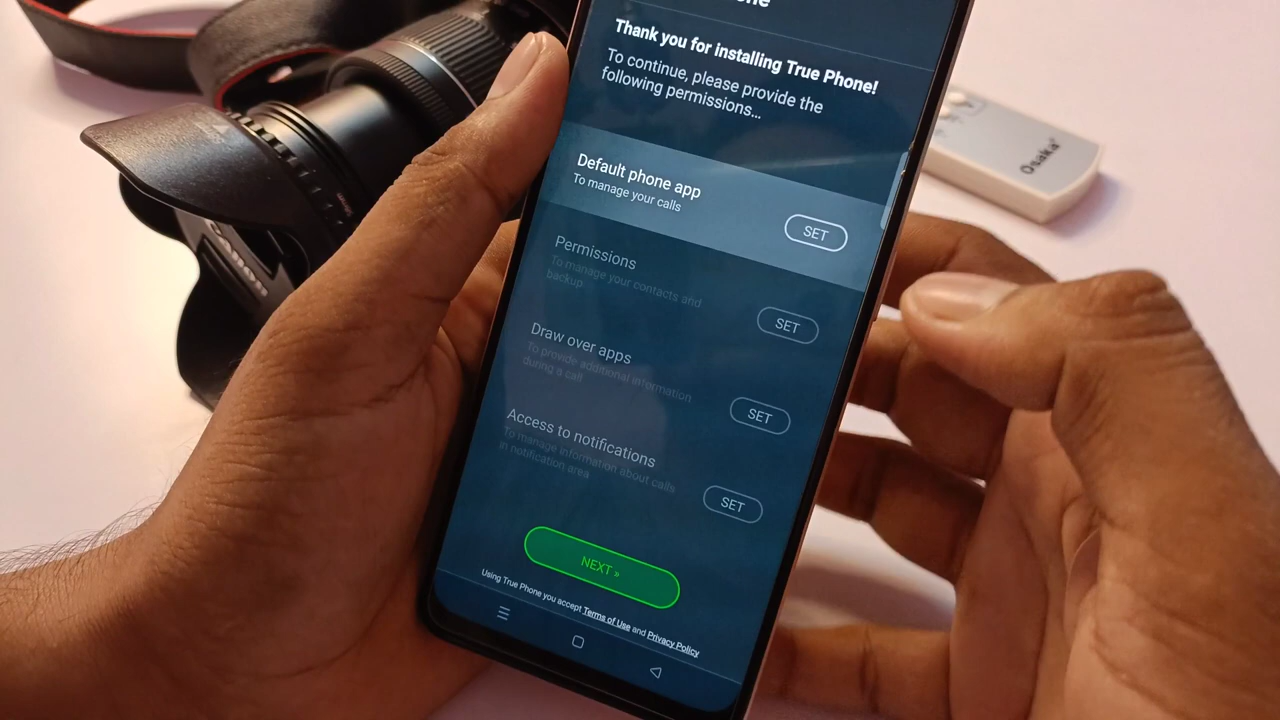 Thank you for installing True Phone!
To continue, please provide the
following permissions...
Default phone app
To manage your calls
SET
Permissions
To manage your contacts and
backup
SET
Draw over apps
To provide additional information
during a call
SET
Access to notifications
To manage information about calls
in notification area
SET
NEXT »
Using True Phone you accept Terms of Use and Privacy Policy
Osaka
Canon